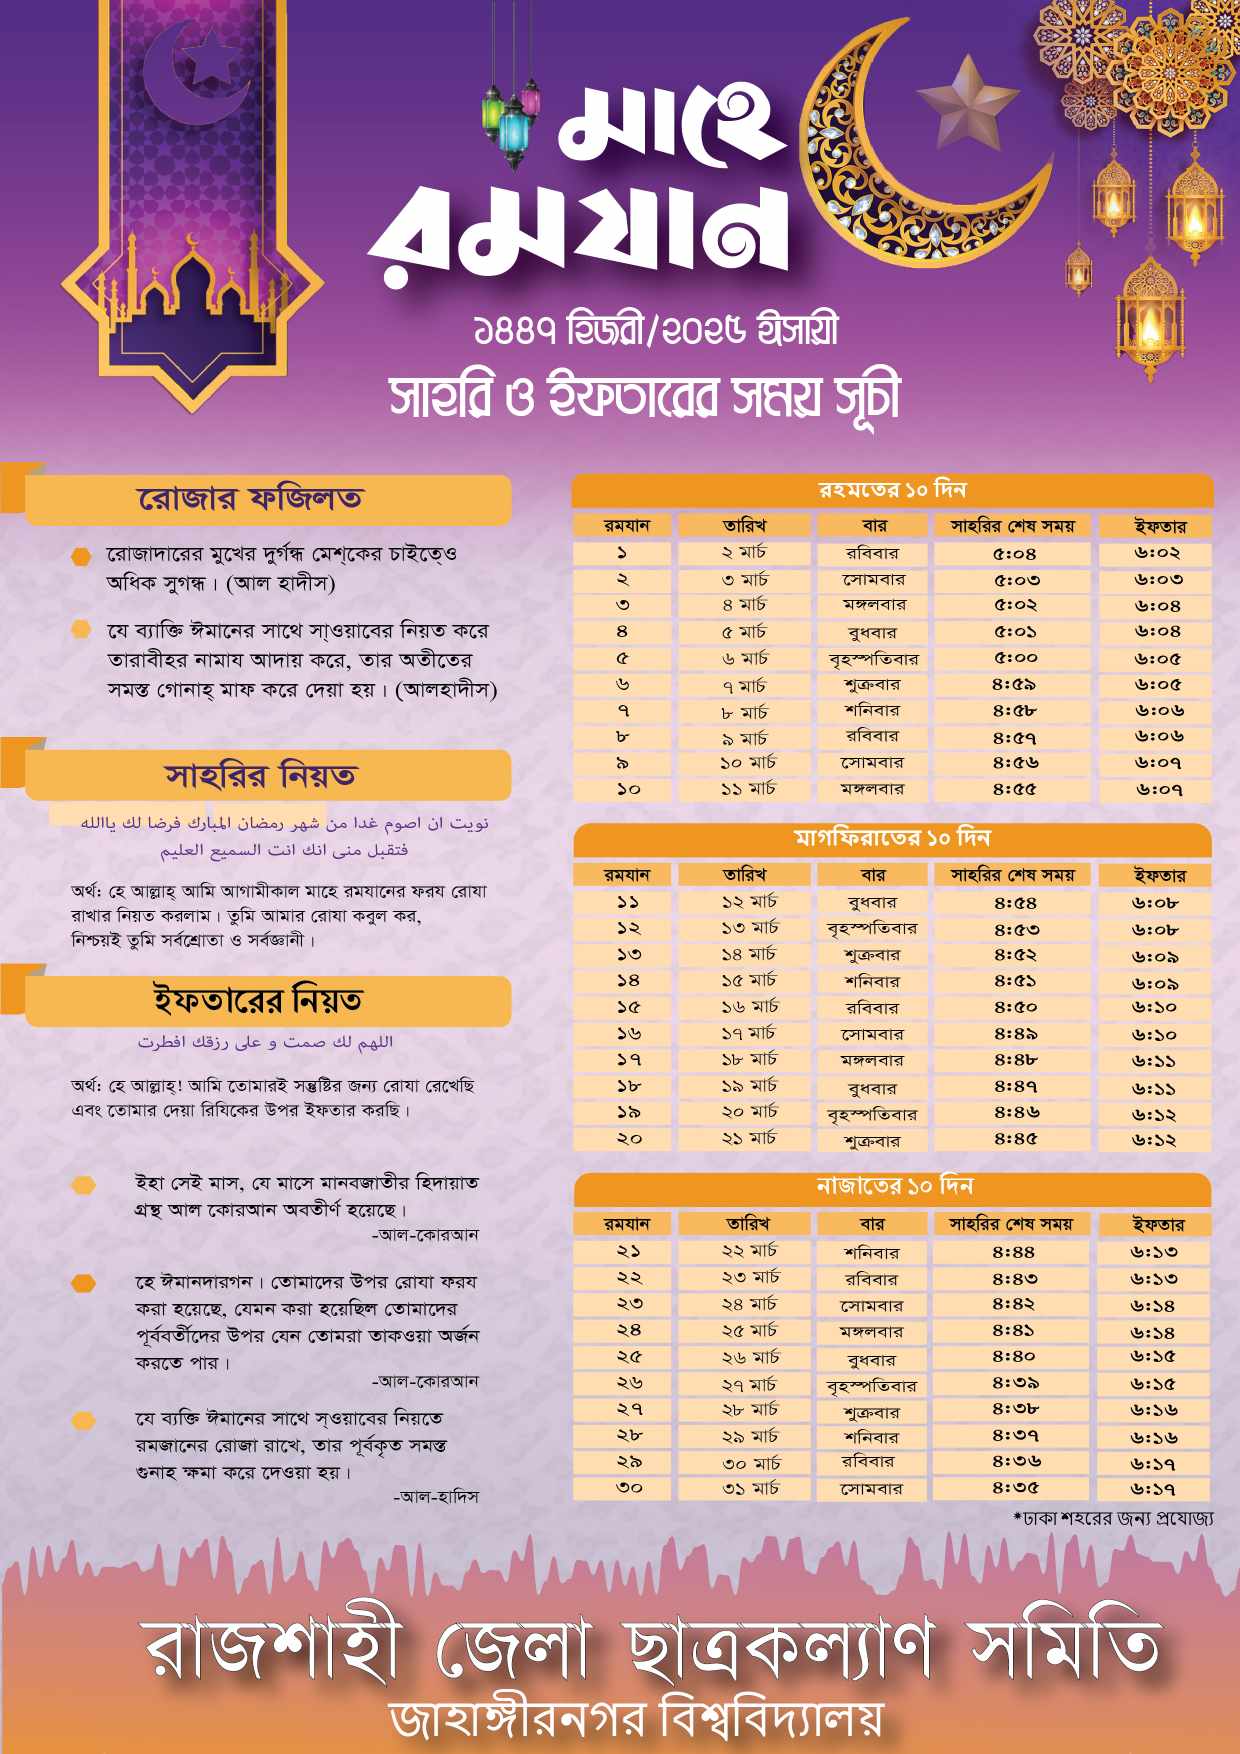 মাহে
রমযান
১৪৪৭ হিজরী/২০২৫ ঈসায়ী
সাহরি ও ইফতারের সময় সূচী
রোজার ফজিলত
রোজাদারের মুখের দুর্গন্ধ মেশ্কের চাইতে্ও
অধিক সুগন্ধ। (আল হাদীস)
যে ব্যাক্তি ঈমানের সাথে সা্ওয়াবের নিয়ত করে
তারাবীহর নামায আদায় করে, তার অতীতের
সমস্ত গোনাহ্ মাফ করে দেয়া হয়। (আলহাদীস)
সাহরির নিয়ত
نويت ان اصوم غدا من شهر رمضان المبارك فرضا لك ياالله
فتقبل منى انك انت السميع العليم
অর্থ: হে আল্লাহ্ আমি আগামীকাল মাহে রমযানের ফরয রোযা
রাখার নিয়ত করলাম। তুমি আমার রোযা কবুল কর,
নিশ্চয়ই তুমি সর্বশ্রোতা ও সর্বজ্ঞানী।
ইফতারের নিয়ত
اللهم لك صمت و على رزقك افطرت
অর্থ: হে আল্লাহ্! আমি তোমারই সন্তুষ্টির জন্য রোযা রেখেছি
এবং তোমার দেয়া রিযিকের উপর ইফতার করছি।
ইহা সেই মাস, যে মাসে মানবজাতীর হিদায়াত
গ্রন্থ আল কোরআন অবতীর্ণ হয়েছে।
-আল-কোরআন
হে ঈমানদারগন। তোমাদের উপর রোযা ফরয
করা হয়েছে, যেমন করা হয়েছিল তোমাদের
পূর্ববর্তীদের উপর যেন তোমরা তাকওয়া অর্জন
করতে পার।
-আল-কোরআন
যে ব্যক্তি ঈমানের সাথে স্ওয়াবের নিয়তে
রমজানের রোজা রাখে, তার পূর্বকৃত সমস্ত
গুনাহ ক্ষমা করে দেওয়া হয়।
-আল-হাদিস
রহমতের ১০ দিন
রমযান তারিখ বার সাহরির শেষ সময় ইফতার
১ ২ মার্চ রবিবার ৫:০৪ ৬:০২
২ ৩ মার্চ সোমবার ৫:০৩ ৬:০৩
৩ ৪ মার্চ মঙ্গলবার ৫:০২ ৬:০৪
৪ ৫ মার্চ বুধবার ৫:০১ ৬:০৪
৫ ৬ মার্চ বৃহস্পতিবার ৫:০০ ৬:০৫
৬ ৭ মার্চ শুক্রবার ৪:৫৯ ৬:০৫
৭ ৮ মার্চ শনিবার ৪:৫৮ ৬:০৬
৮ ৯ মার্চ রবিবার ৪:৫৭ ৬:০৬
৯ ১০ মার্চ সোমবার ৪:৫৬ ৬:০৭
১০ ১১ মার্চ মঙ্গলবার ৪:৫৫ ৬:০৭
মাগফিরাতের ১০ দিন
রমযান তারিখ বার সাহরির শেষ সময় ইফতার
১১ ১২ মার্চ বুধবার ৪:৫৪ ৬:০৮
১২ ১৩ মার্চ বৃহস্পতিবার ৪:৫৩ ৬:০৮
১৩ ১৪ মার্চ শুক্রবার ৪:৫২ ৬:০৯
১৪ ১৫ মার্চ শনিবার ৪:৫১ ৬:০৯
১৫ ১৬ মার্চ রবিবার ৪:৫০ ৬:১০
১৬ ১৭ মার্চ সোমবার ৪:৪৯ ৬:১০
১৭ ১৮ মার্চ মঙ্গলবার ৪:৪৮ ৬:১১
১৮ ১৯ মার্চ বুধবার ৪:৪৭ ৬:১১
১৯ ২০ মার্চ বৃহস্পতিবার ৪:৪৬ ৬:১২
২০ ২১ মার্চ শুক্রবার ৪:৪৫ ৬:১২
নাজাতের ১০ দিন
রমযান তারিখ বার সাহরির শেষ সময় ইফতার
২১ ২২ মার্চ শনিবার ৪:৪৪ ৬:১৩
২২ ২৩ মার্চ রবিবার ৪:৪৩ ৬:১৩
২৩ ২৪ মার্চ সোমবার ৪:৪২ ৬:১৪
২৪ ২৫ মার্চ মঙ্গলবার ৪:৪১ ৬:১৪
২৫ ২৬ মার্চ বুধবার ৪:৪০ ৬:১৫
২৬ ২৭ মার্চ বৃহস্পতিবার ৪:৩৯ ৬:১৫
২৭ ২৮ মার্চ শুক্রবার ৪:৩৮ ৬:১৬
২৮ ২৯ মার্চ শনিবার ৪:৩৭ ৬:১৬
২৯ ৩০ মার্চ রবিবার ৪:৩৬ ৬:১৭
৩০ ৩১ মার্চ সোমবার ৪:৩৫ ৬:১৭
*ঢাকা শহরের জন্য প্রযোজ্য
রাজশাহী জেলা ছাত্রকল্যাণ সমিতি
জাহাঙ্গীরনগর বিশ্ববিদ্যালয়